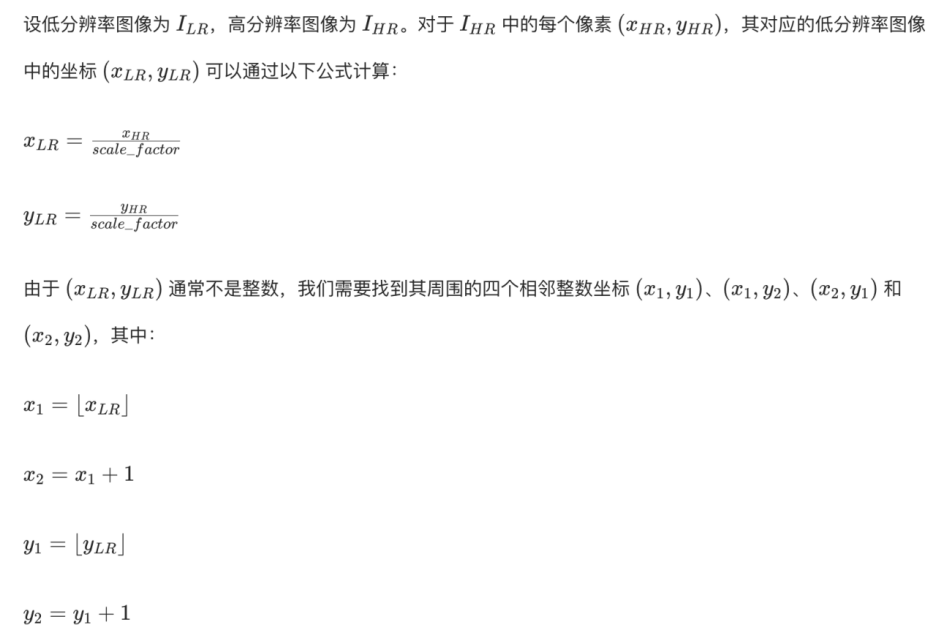 设低分辨率图像为 $I_{LR}$，高分辨率图像为 $I_{HR}$。对于 $I_{HR}$ 中的每个像素 $(x_{HR}, y_{HR})$，其对应的低分辨率图像
中的坐标 $(x_{LR}, y_{LR})$ 可以通过以下公式计算：
$x_{LR} = \frac{x_{HR}}{scale\_factor}$
$y_{LR} = \frac{y_{HR}}{scale\_factor}$
由于 $(x_{LR}, y_{LR})$ 通常不是整数，我们需要找到其周围的四个相邻整数坐标 $(x_1, y_1)$、$(x_1, y_2)$、$(x_2, y_1)$ 和
$(x_2, y_2)$，其中：
$x_1 = \lfloor x_{LR} \rfloor$
$x_2 = x_1 + 1$
$y_1 = \lfloor y_{LR} \rfloor$
$y_2 = y_1 + 1$